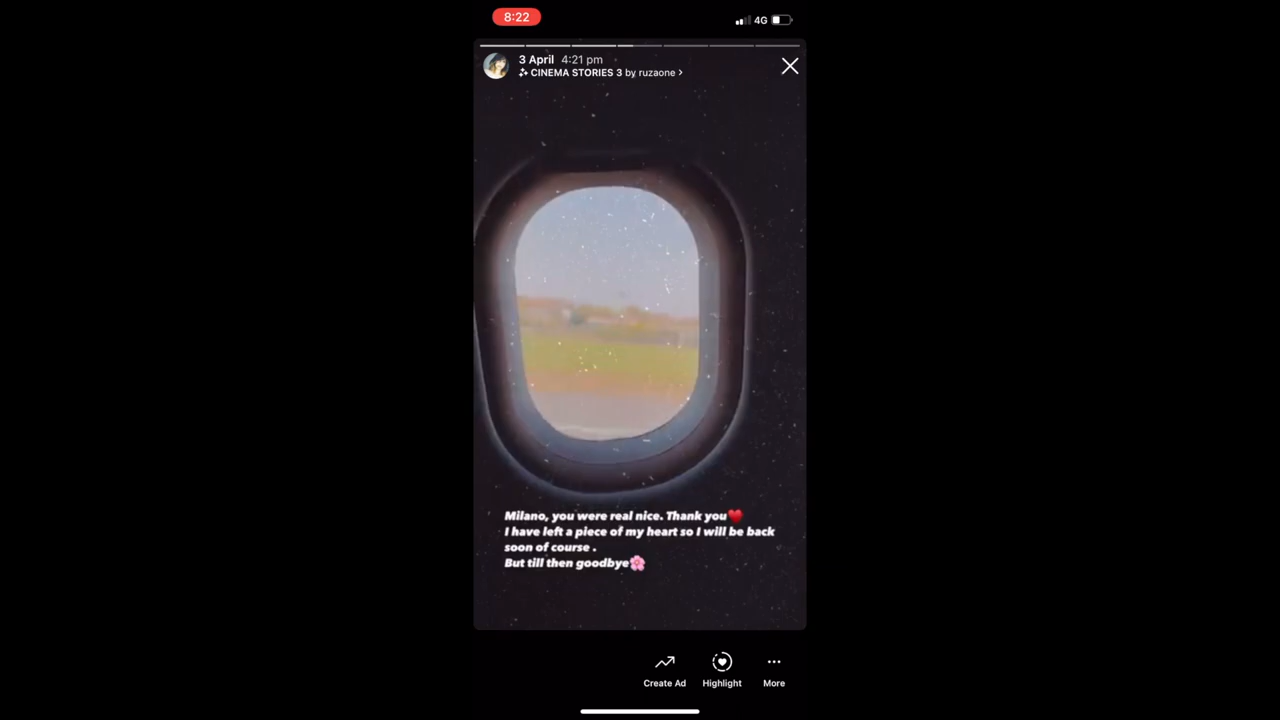 8:22
4G
3 April 4:21 pm
CINEMA STORIES 3 by ruzaone
Milano, you were real nice. Thank you❤️
I have left a piece of my heart so I will be back
soon of course .
But till then goodbye🌸
Create Ad
Highlight
More